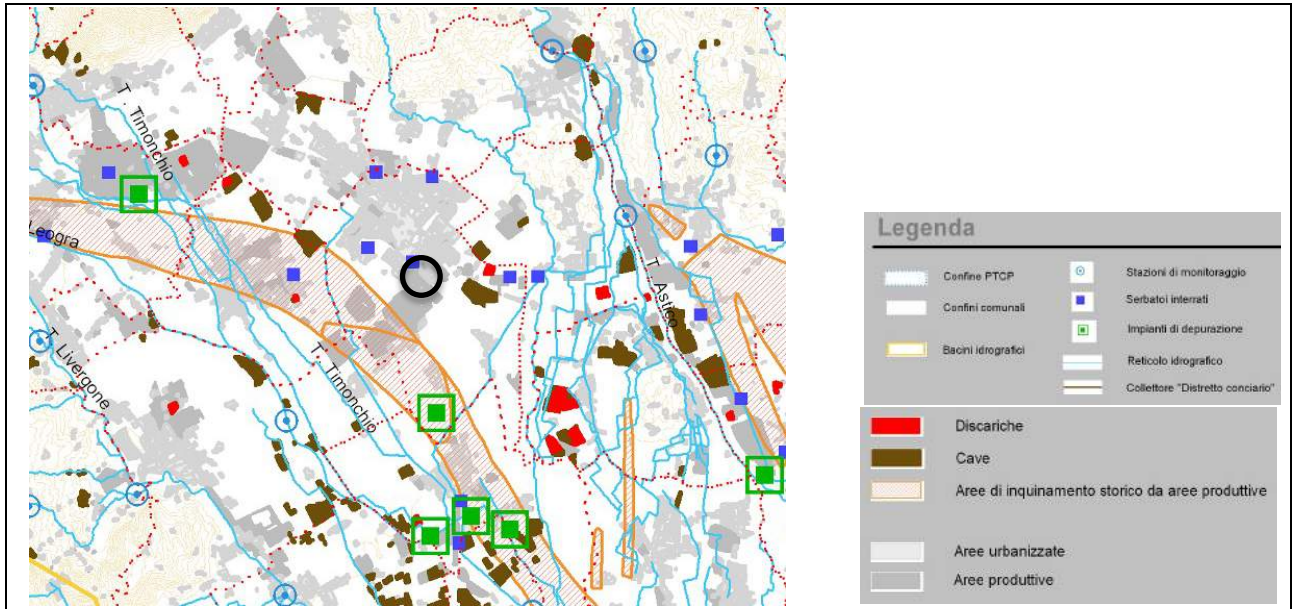 T. Timonchio
Leogra
T. Livergone
T. Timonchio
T. Astico
Legenda
Confine PTCP
Confini comunali
Bacini idrografici
Stazioni di monitoraggio
Serbatoi interrati
Impianti di depurazione
Reticolo idrografico
Collettore "Distretto conciario"
Discariche
Cave
Aree di inquinamento storico da aree produttive
Aree urbanizzate
Aree produttive